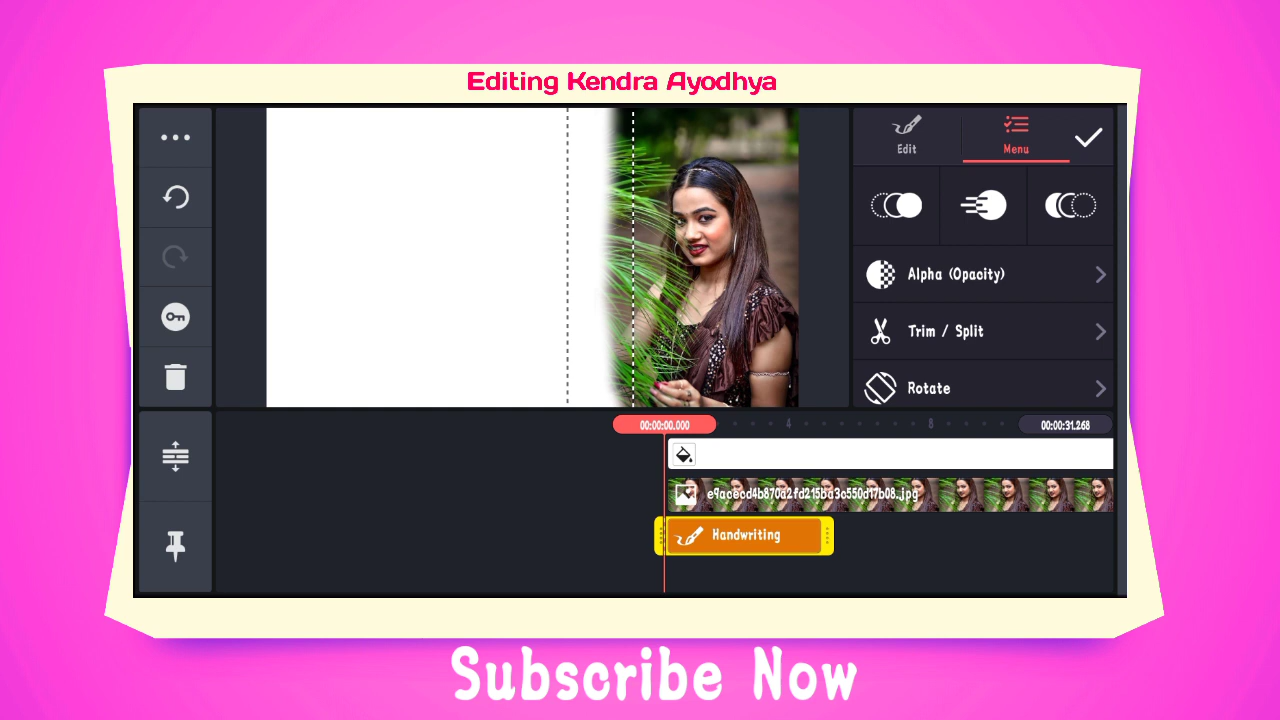 Editing Kendra Ayodhya
Edit
Menu
Alpha (Opacity)
Trim / Split
Rotate
00:00:00.000
4
8
00:00:31.268
e9acecd4b870a2fd215ba3c550d17b08.jpg
Handwriting
Subscribe Now